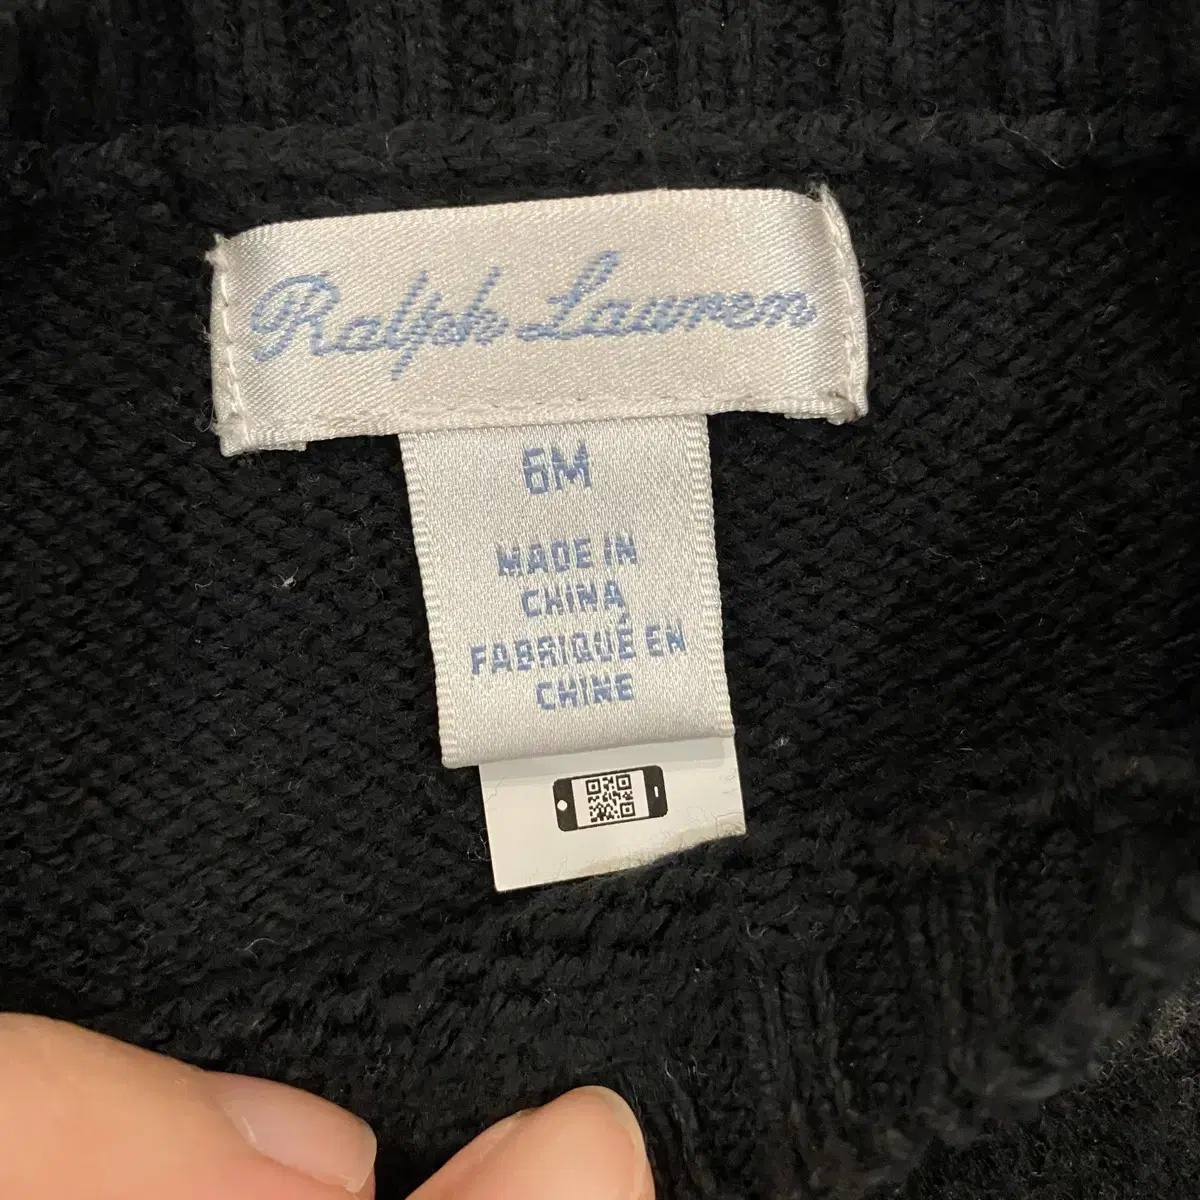 Ralph Lauren
6M
MADE IN
CHINA
FABRIQUÉ EN
CHINE